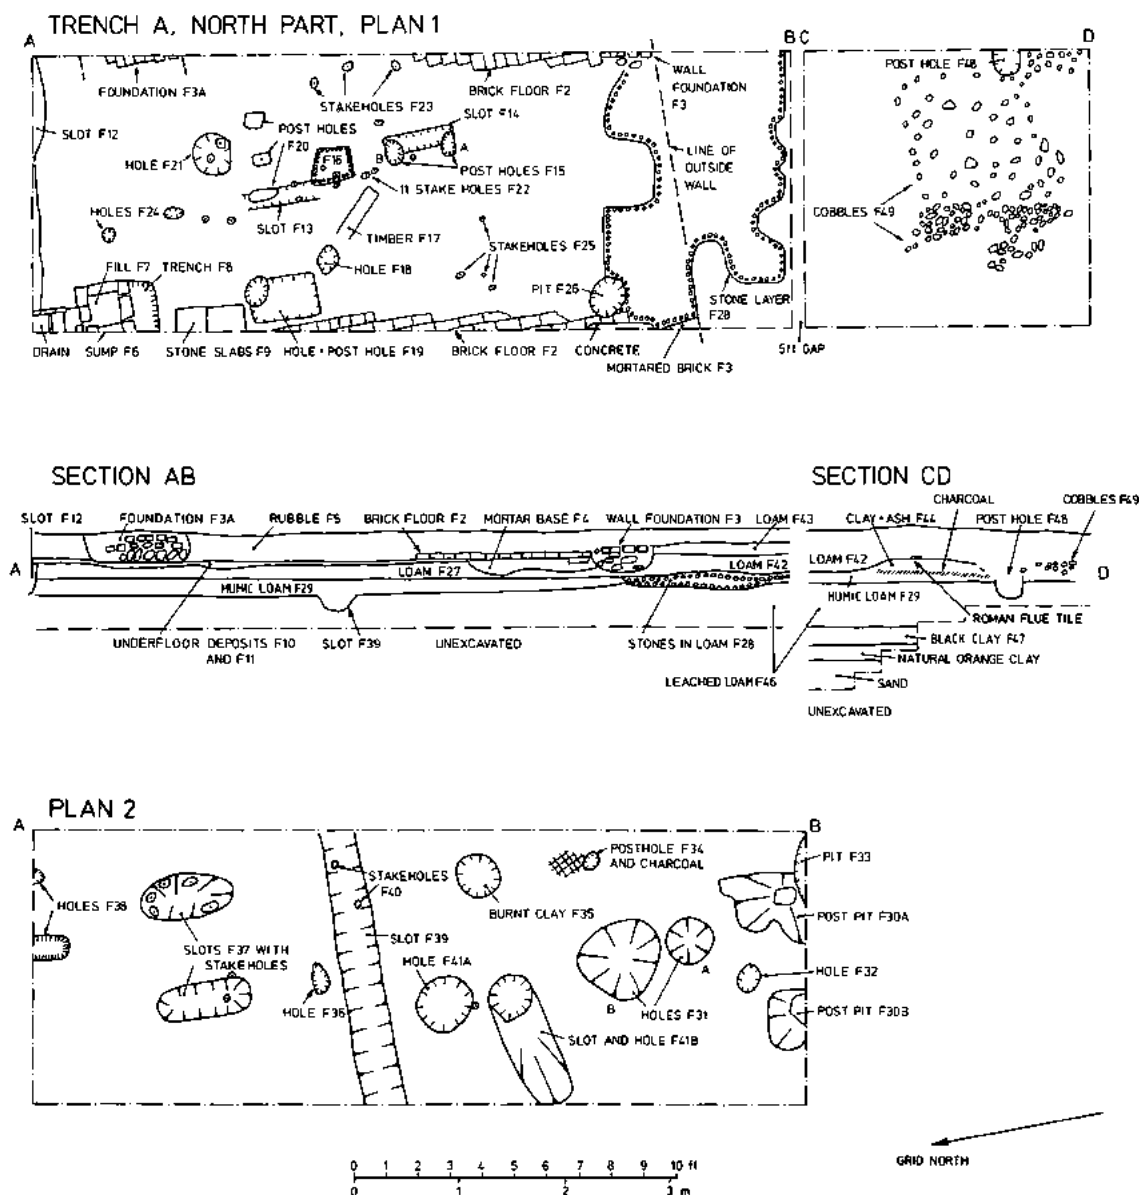 TRENCH A, NORTH PART, PLAN 1
A
B C
D
FOUNDATION F3A
STAKEHOLES F23
BRICK FLOOR F2
WALL
FOUNDATION
F3
POST HOLE F48
SLOT F12
POST HOLES
F20
SLOT F14
HOLE F21
F16
B
A
LINE OF
OUTSIDE
WALL
POST HOLES F15
11 STAKE HOLES F22
HOLES F24
SLOT F13
TIMBER F17
STAKEHOLES F25
COBBLES F49
FILL F7
TRENCH F8
HOLE F18
PIT F26
STONE LAYER
F28
DRAIN
SUMP F6
STONE SLABS F9
HOLE + POST HOLE F19
BRICK FLOOR F2
CONCRETE
MORTARED BRICK F3
5ft GAP
SECTION AB
SECTION CD
SLOT F12
FOUNDATION F3A
RUBBLE F5
BRICK FLOOR F2
MORTAR BASE F4
WALL FOUNDATION F3
LOAM F43
CLAY + ASH F44
CHARCOAL
POST HOLE F48
COBBLES F49
A
LOAM F27
LOAM F42
LOAM F42
D
HUMIC LOAM F29
HUMIC LOAM F29
UNDERFLOOR DEPOSITS F10
AND F11
SLOT F39
UNEXCAVATED
STONES IN LOAM F28
ROMAN FLUE TILE
BLACK CLAY F47
NATURAL ORANGE CLAY
LEACHED LOAM F46
SAND
UNEXCAVATED
PLAN 2
A
B
POSTHOLE F34
AND CHARCOAL
PIT F33
STAKEHOLES
F40
HOLES F38
BURNT CLAY F35
POST PIT F30A
SLOTS F37 WITH
STAKEHOLES
SLOT F39
HOLE F41A
A
HOLE F32
HOLE F36
B
HOLES F31
POST PIT F30B
SLOT AND HOLE F41B
GRID NORTH
0 1 2 3 4 5 6 7 8 9 10 ft
0 1 2 3 m